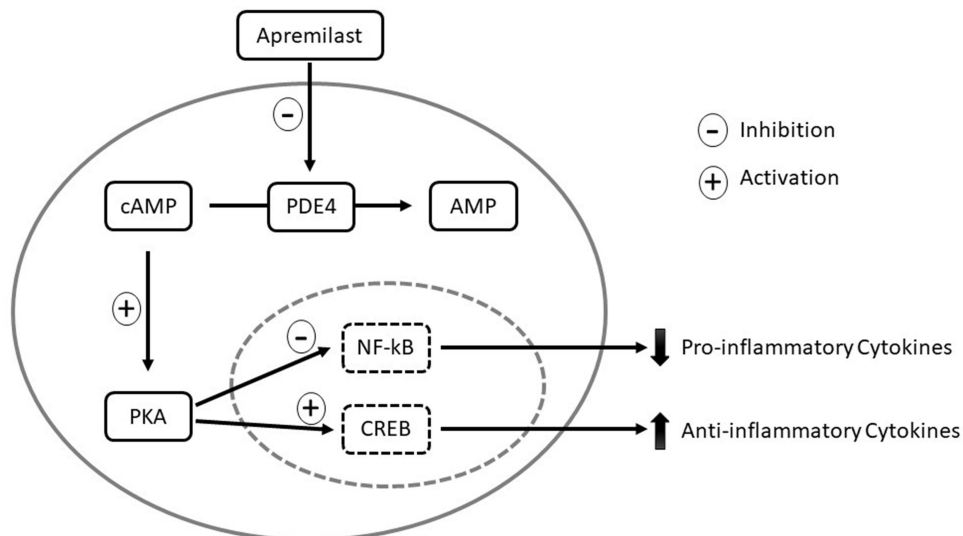 Apremilast
-
- Inhibition
+ Activation
cAMP
PDE4
AMP
+
-
NF-kB
Pro-inflammatory Cytokines
PKA
+
CREB
Anti-inflammatory Cytokines